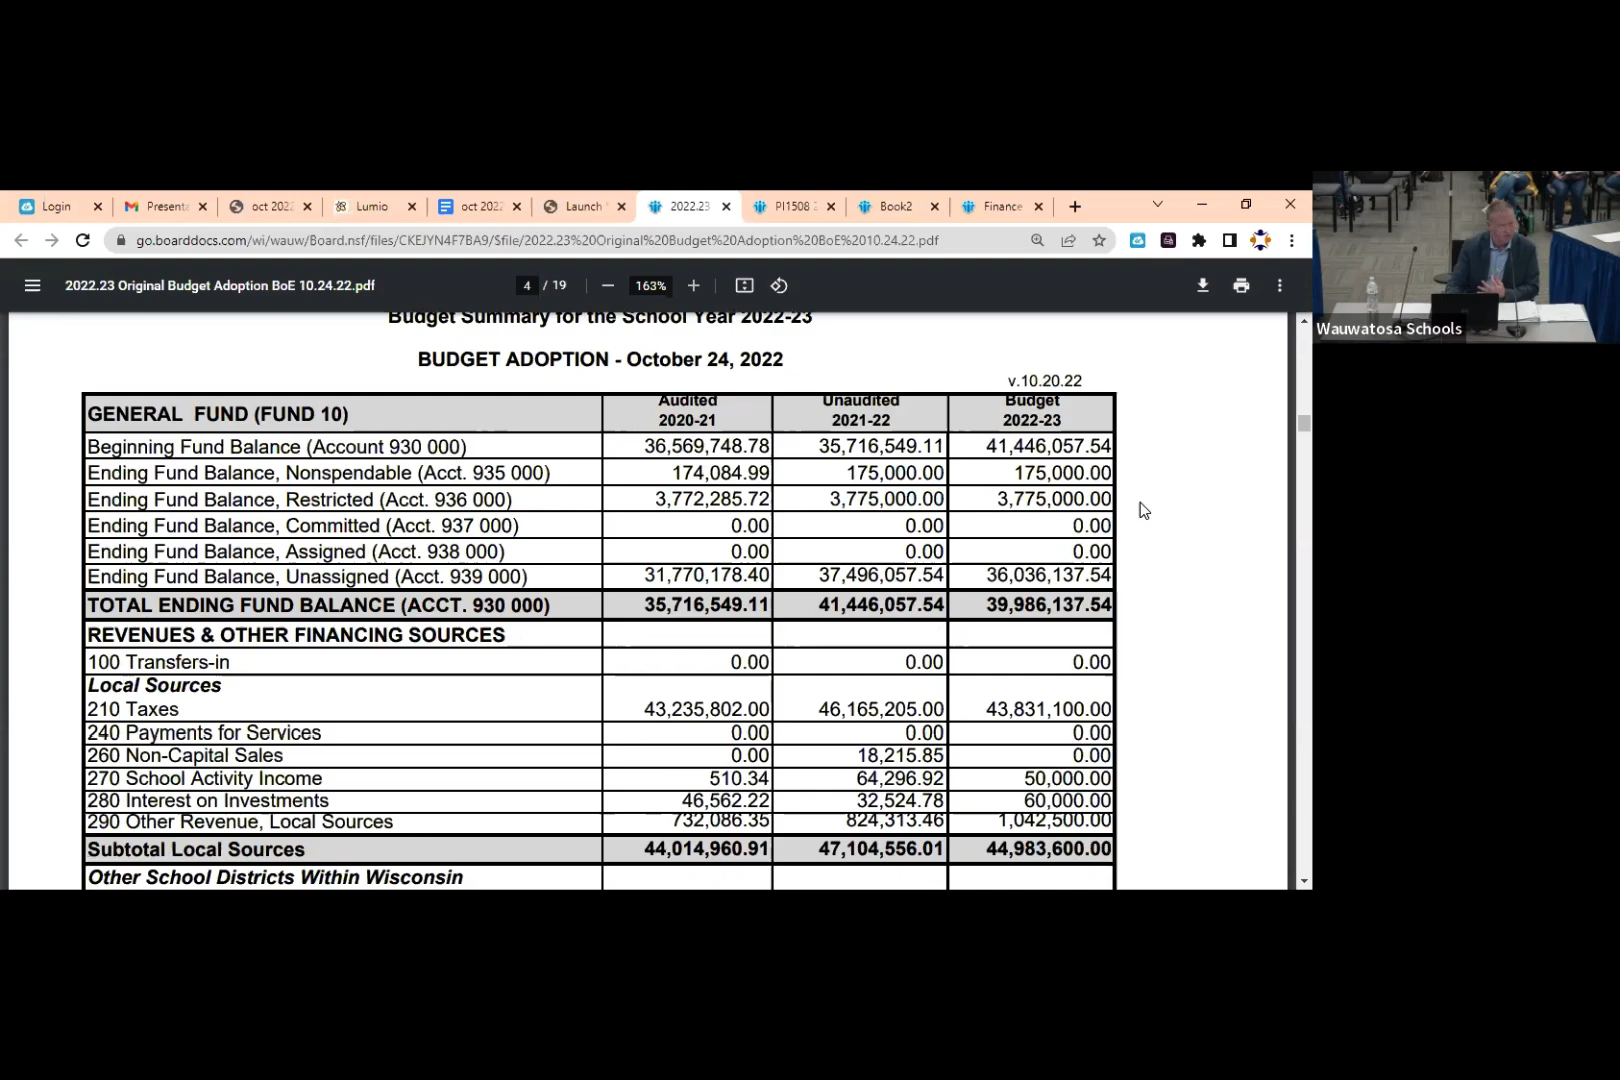 Login Present oct 202 Lumio oct 202 Launch 2022.23 PI1508 2 Book2 Finance
go.boarddocs.com/wi/wauw/Board.nsf/files/CKEJYN4F7BA9/$file/2022.23%20Original%20Budget%20Adoption%20BoE%2010.24.22.pdf
2022.23 Original Budget Adoption BoE 10.24.22.pdf 4 / 19 163%
Wauwatosa Schools
Budget Summary for the School Year 2022-23
BUDGET ADOPTION - October 24, 2022
v.10.20.22
GENERAL FUND (FUND 10) Audited 2020-21 Unaudited 2021-22 Budget 2022-23
Beginning Fund Balance (Account 930 000) 36,569,748.78 35,716,549.11 41,446,057.54
Ending Fund Balance, Nonspendable (Acct. 935 000) 174,084.99 175,000.00 175,000.00
Ending Fund Balance, Restricted (Acct. 936 000) 3,772,285.72 3,775,000.00 3,775,000.00
Ending Fund Balance, Committed (Acct. 937 000) 0.00 0.00 0.00
Ending Fund Balance, Assigned (Acct. 938 000) 0.00 0.00 0.00
Ending Fund Balance, Unassigned (Acct. 939 000) 31,770,178.40 37,496,057.54 36,036,137.54
TOTAL ENDING FUND BALANCE (ACCT. 930 000) 35,716,549.11 41,446,057.54 39,986,137.54
REVENUES & OTHER FINANCING SOURCES
100 Transfers-in 0.00 0.00 0.00
Local Sources
210 Taxes 43,235,802.00 46,165,205.00 43,831,100.00
240 Payments for Services 0.00 0.00 0.00
260 Non-Capital Sales 0.00 18,215.85 0.00
270 School Activity Income 510.34 64,296.92 50,000.00
280 Interest on Investments 46,562.22 32,524.78 60,000.00
290 Other Revenue, Local Sources 732,086.35 824,313.46 1,042,500.00
Subtotal Local Sources 44,014,960.91 47,104,556.01 44,983,600.00
Other School Districts Within Wisconsin